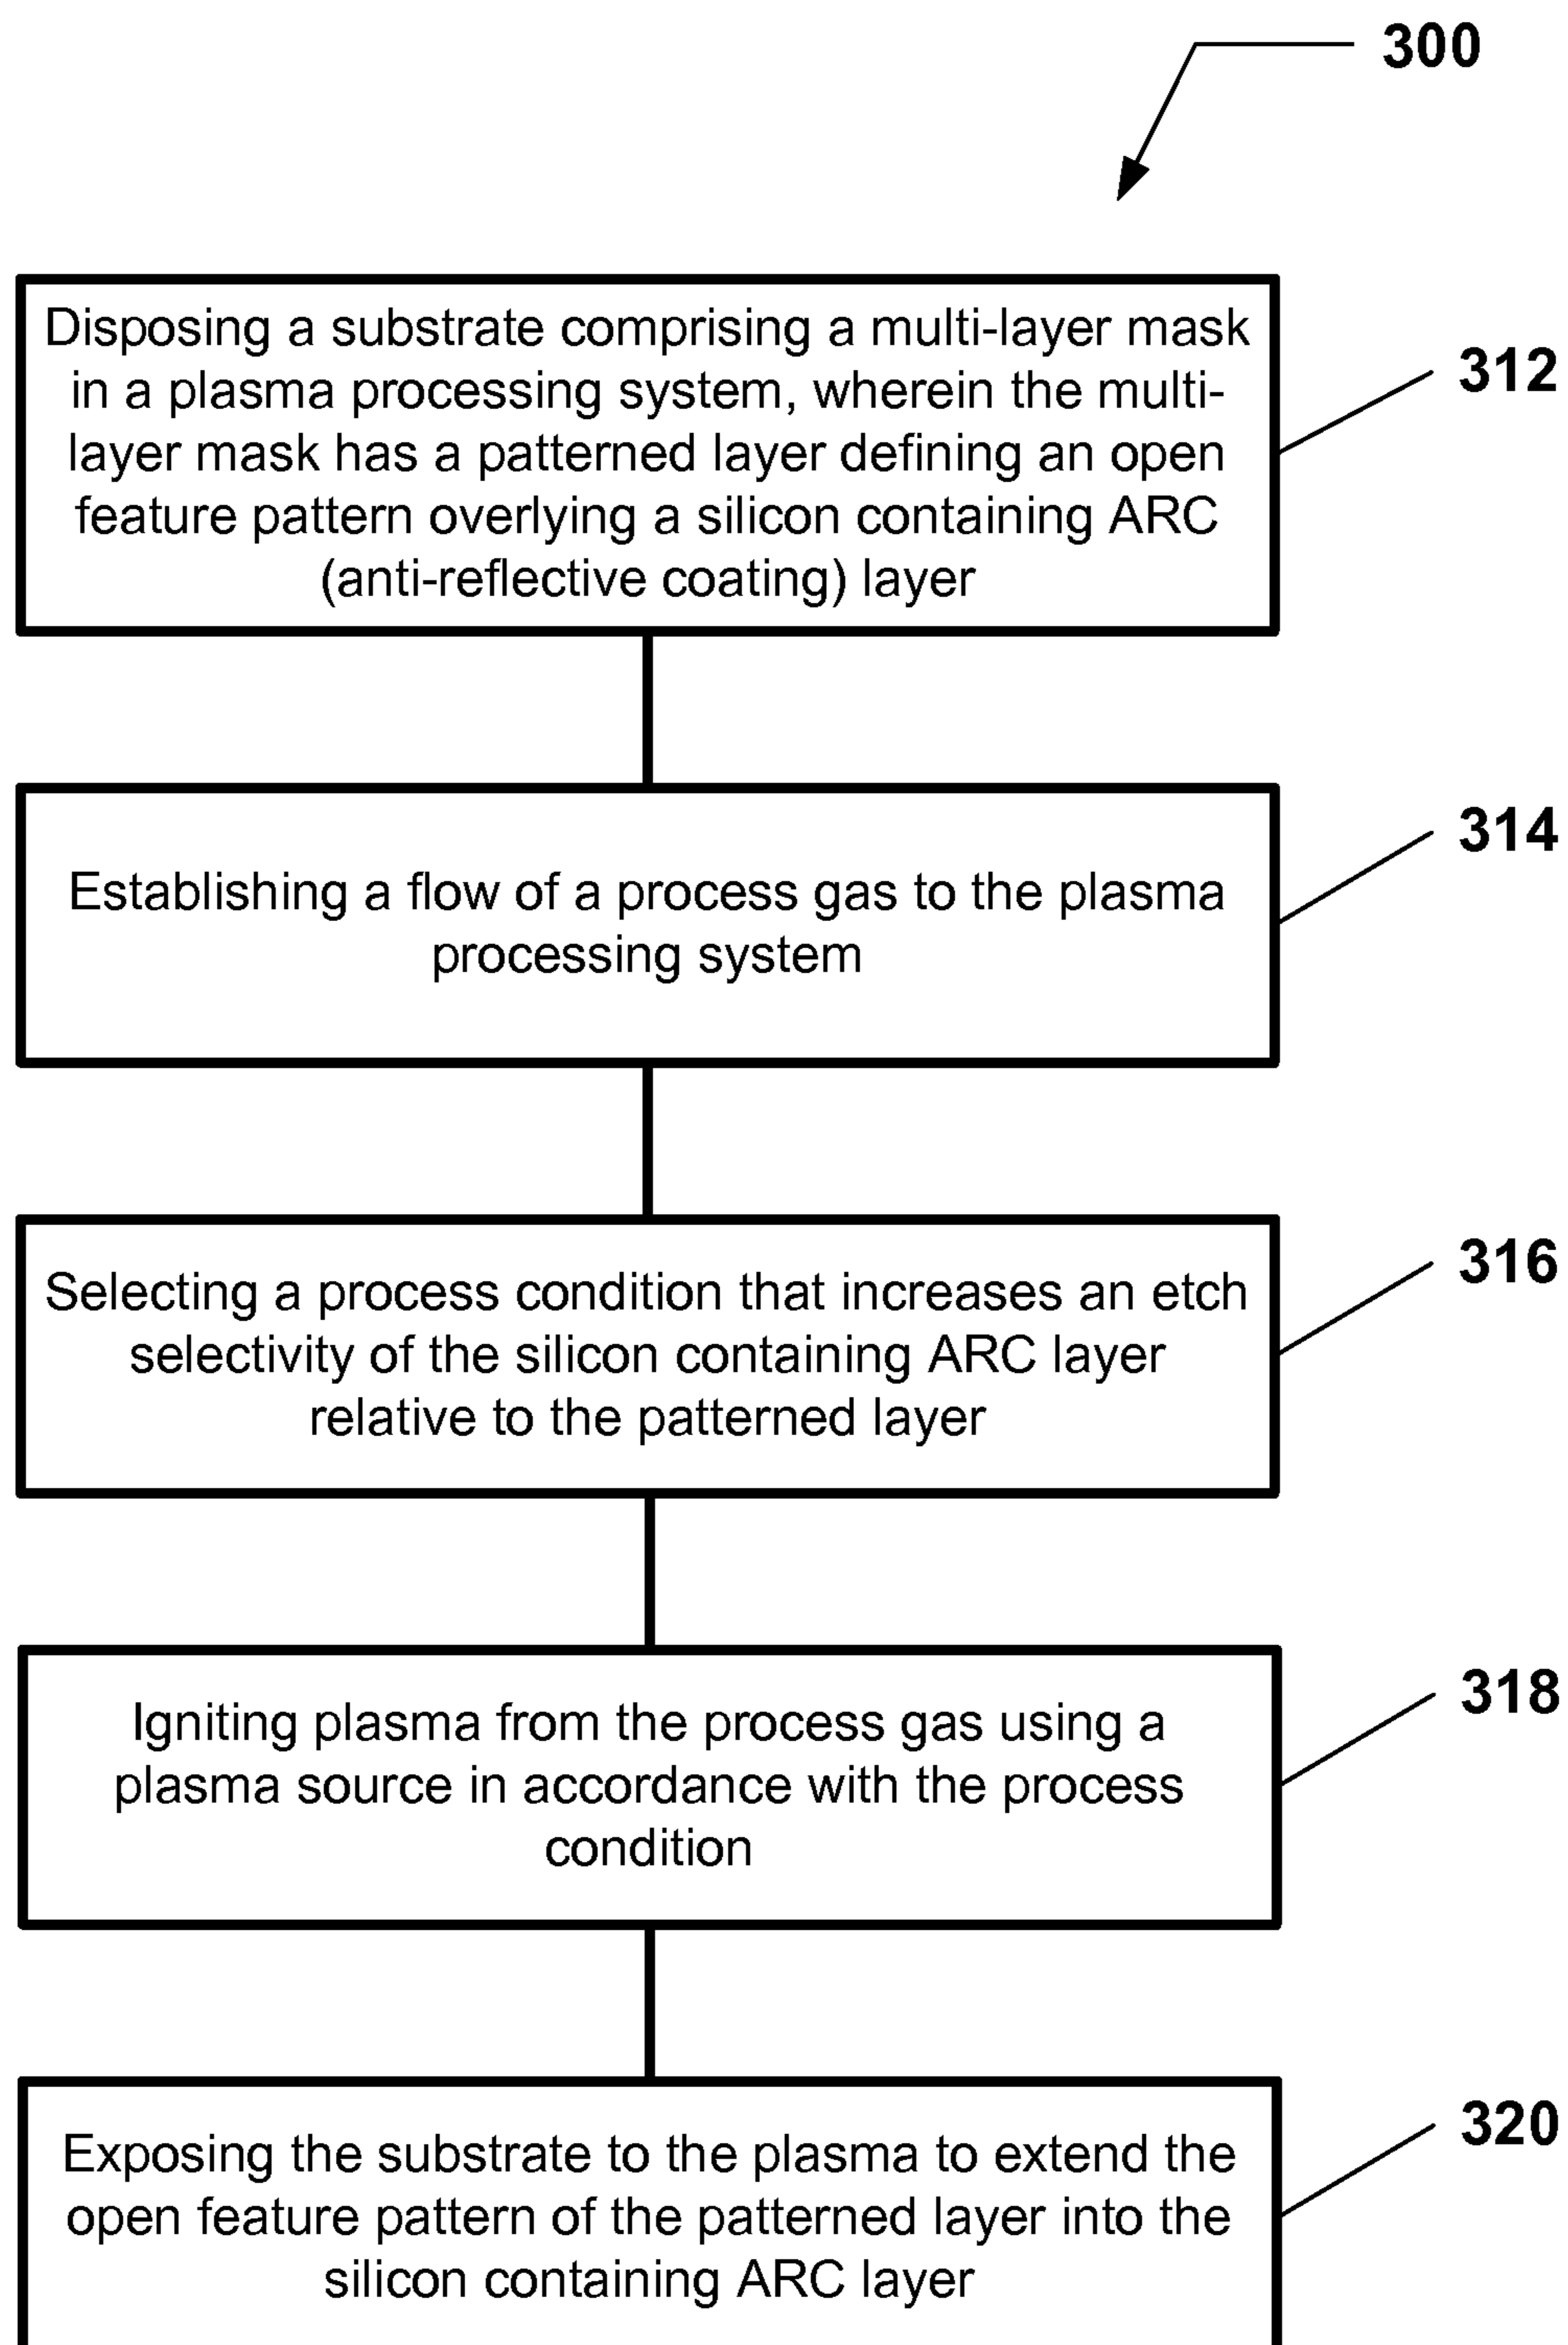 300
Disposing a substrate comprising a multi-layer mask
in a plasma processing system, wherein the multi-
layer mask has a patterned layer defining an open
feature pattern overlying a silicon containing ARC
(anti-reflective coating) layer
312
Establishing a flow of a process gas to the plasma
processing system
314
Selecting a process condition that increases an etch
selectivity of the silicon containing ARC layer
relative to the patterned layer
316
Igniting plasma from the process gas using a
plasma source in accordance with the process
condition
318
Exposing the substrate to the plasma to extend the
open feature pattern of the patterned layer into the
silicon containing ARC layer
320